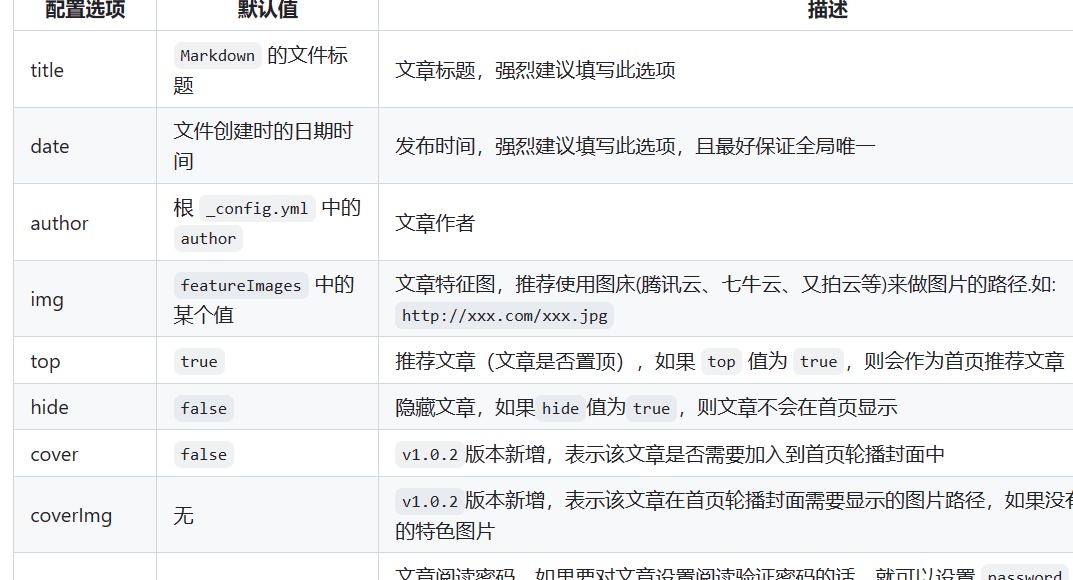 配置选项 默认值 描述
title Markdown 的文件标题 文章标题，强烈建议填写此选项
date 文件创建时的日期时间 发布时间，强烈建议填写此选项，且最好保证全局唯一
author 根 _config.yml 中的 author 文章作者
img featureImages 中的某个值 文章特征图，推荐使用图床(腾讯云、七牛云、又拍云等)来做图片的路径.如: http://xxx.com/xxx.jpg
top true 推荐文章（文章是否置顶），如果 top 值为 true，则会作为首页推荐文章
hide false 隐藏文章，如果hide值为true，则文章不会在首页显示
cover false v1.0.2版本新增，表示该文章是否需要加入到首页轮播封面中
coverImg 无 v1.0.2版本新增，表示该文章在首页轮播封面需要显示的图片路径，如果没有
的特色图片
文章阅读密码，如果要对文章设置阅读验证密码的话，就可以设置 password